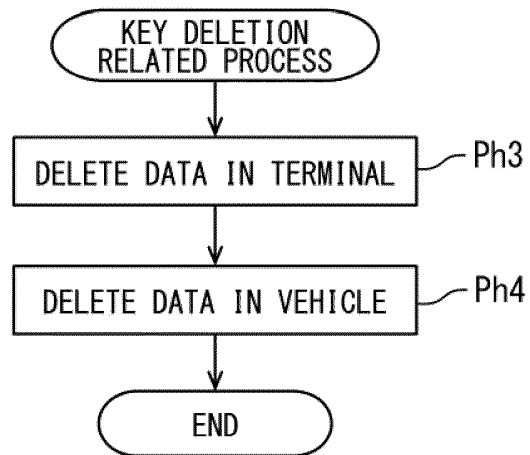 KEY DELETION
RELATED PROCESS
DELETE DATA IN TERMINAL
Ph3
DELETE DATA IN VEHICLE
Ph4
END